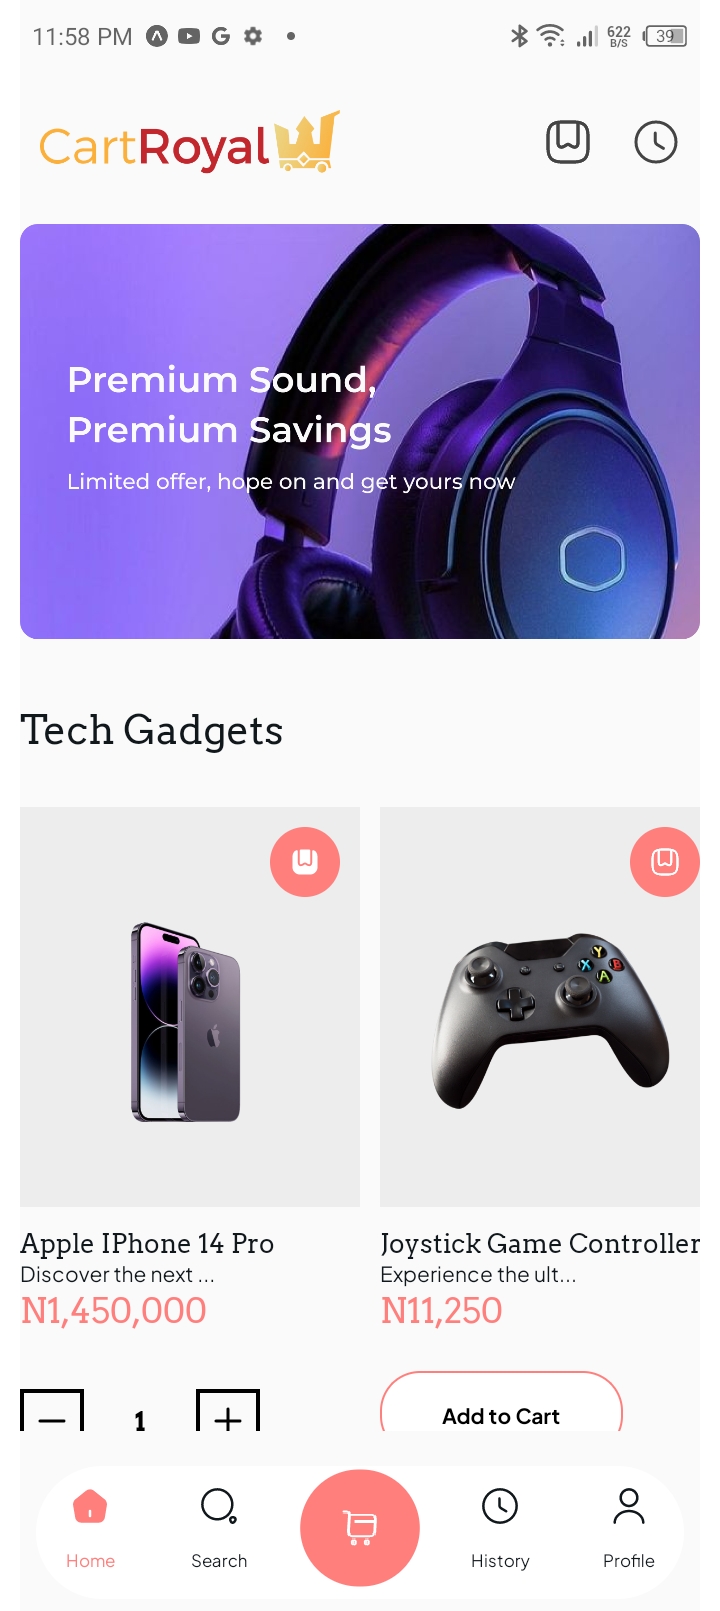 11:58 PM
622
B/S
39
CartRoyal
Premium Sound,
Premium Savings
Limited offer, hope on and get yours now
Tech Gadgets
Y
X B
A
Apple IPhone 14 Pro
Joystick Game Controller
Discover the next ...
Experience the ult...
N1,450,000
N11,250
1
Add to Cart
Home
Search
History
Profile